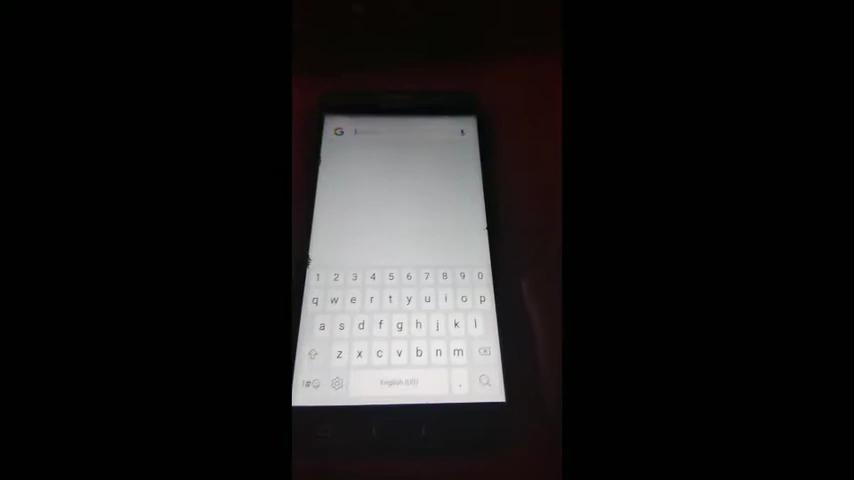 G
1 2 3 4 5 6 7 8 9 0
q w e r t y u i o p
a s d f g h j k l
z x c v b n m
!#☺ English (US) .